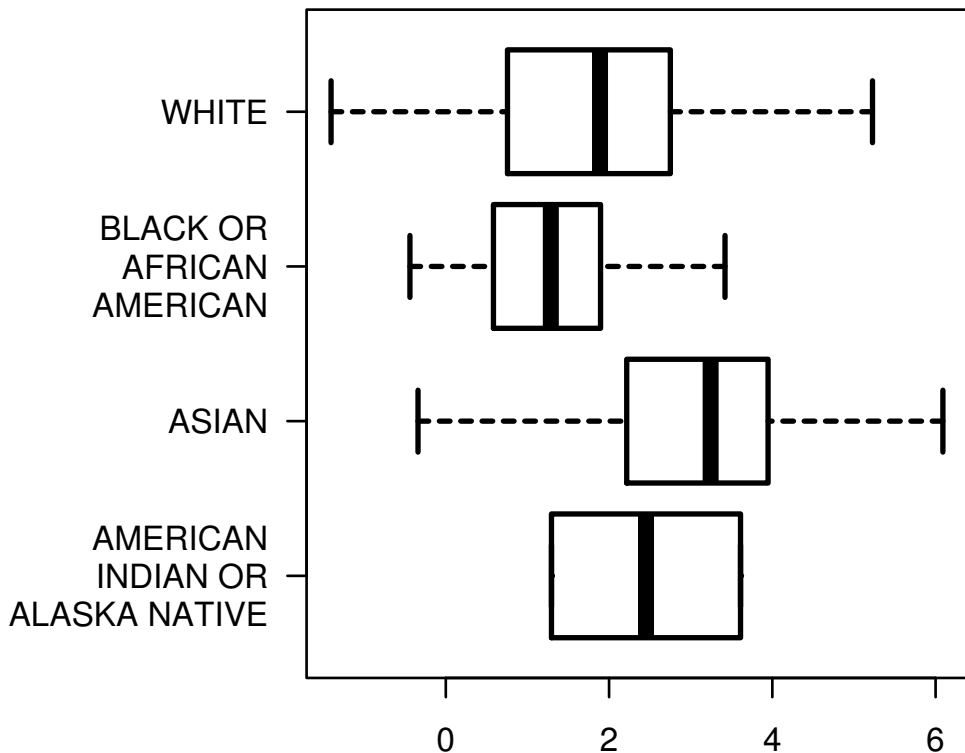 WHITE
BLACK OR
AFRICAN
AMERICAN
ASIAN
AMERICAN
INDIAN OR
ALASKA NATIVE
0 2 4 6